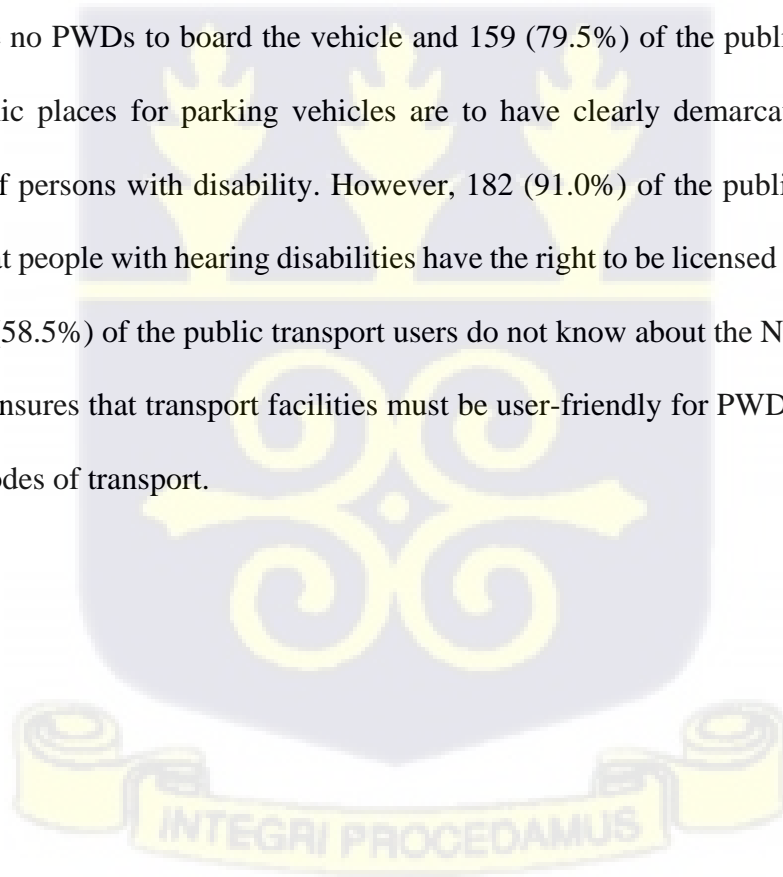 no PWDs to board the vehicle and 159 (79.5%) of the publi
ic places for parking vehicles are to have clearly demarca
f persons with disability. However, 182 (91.0%) of the publi
at people with hearing disabilities have the right to be licensed
58.5%) of the public transport users do not know about the N
nsures that transport facilities must be user-friendly for PWD
odes of transport.
INTEGRI PROCEDAMUS